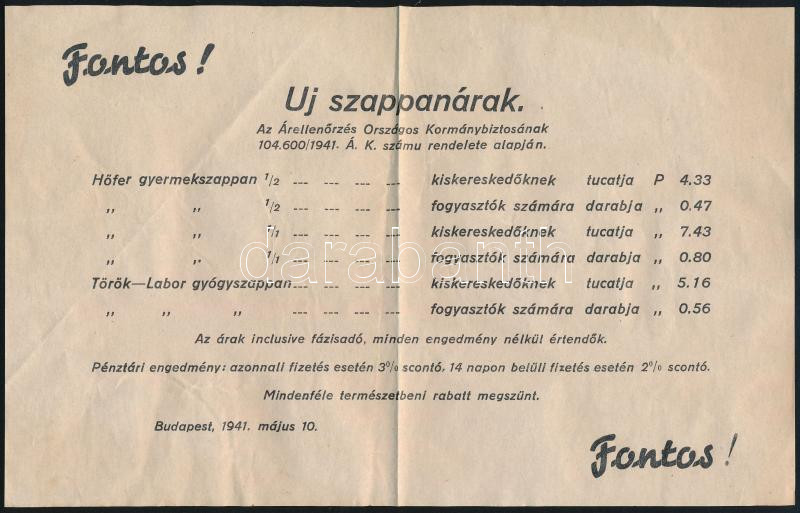 Fontos!
Uj szappanárak.
Az Árellenőrzés Országos Kormánybiztosának
104.600/1941. Á. K. számu rendelete alapján.
Höfer gyermekszappan 1/2 --- --- --- --- kiskereskedőknek tucatja P 4.33
„ „ 1/2 --- --- --- --- fogyasztók számára darabja „ 0.47
„ „ 1/1 --- --- --- --- kiskereskedőknek tucatja „ 7.43
„ „ 1/1 --- --- --- --- fogyasztók számára darabja „ 0.80
Török—Labor gyógyszappan --- --- --- --- kiskereskedőknek tucatja „ 5.16
„ „ „ --- --- --- --- fogyasztók számára darabja „ 0.56
darabanth
Az árak inclusive fázisadó, minden engedmény nélkül értendők.
Pénztári engedmény: azonnali fizetés esetén 3% scontó, 14 napon belüli fizetés esetén 2% scontó.
Mindenféle természetbeni rabatt megszünt.
Budapest, 1941. május 10.
Fontos!